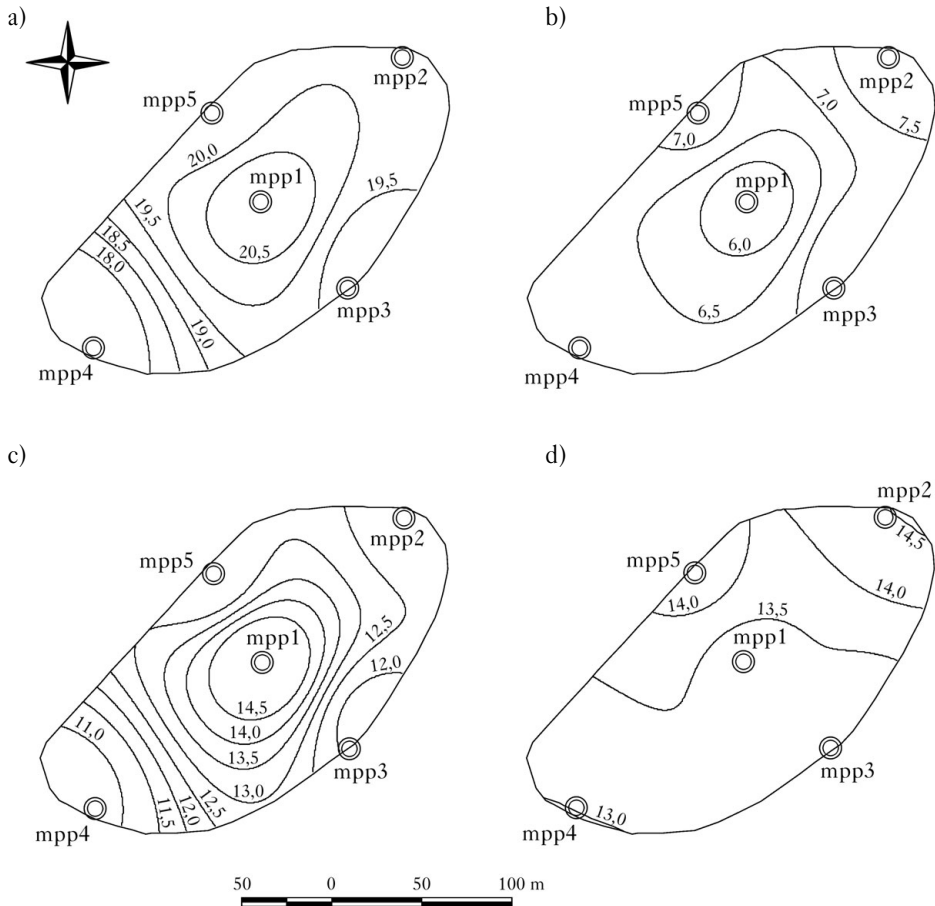 a)
mpp5
mpp2
20,0
mpp1
19,5
19,5
18,5
18,0
20,5
mpp3
19,0
mpp4
b)
mpp5
mpp2
7,0
7,5
7,0
mpp1
6,0
6,5
mpp3
mpp4
c)
mpp5
mpp2
mpp1
12,5
12,0
14,5
14,0
13,5
13,0
11,0
mpp3
12,5
12,0
11,5
mpp4
d)
mpp2
14,5
mpp5
14,0
14,0
13,5
mpp1
mpp3
13,0
mpp4
50 0 50 100 m